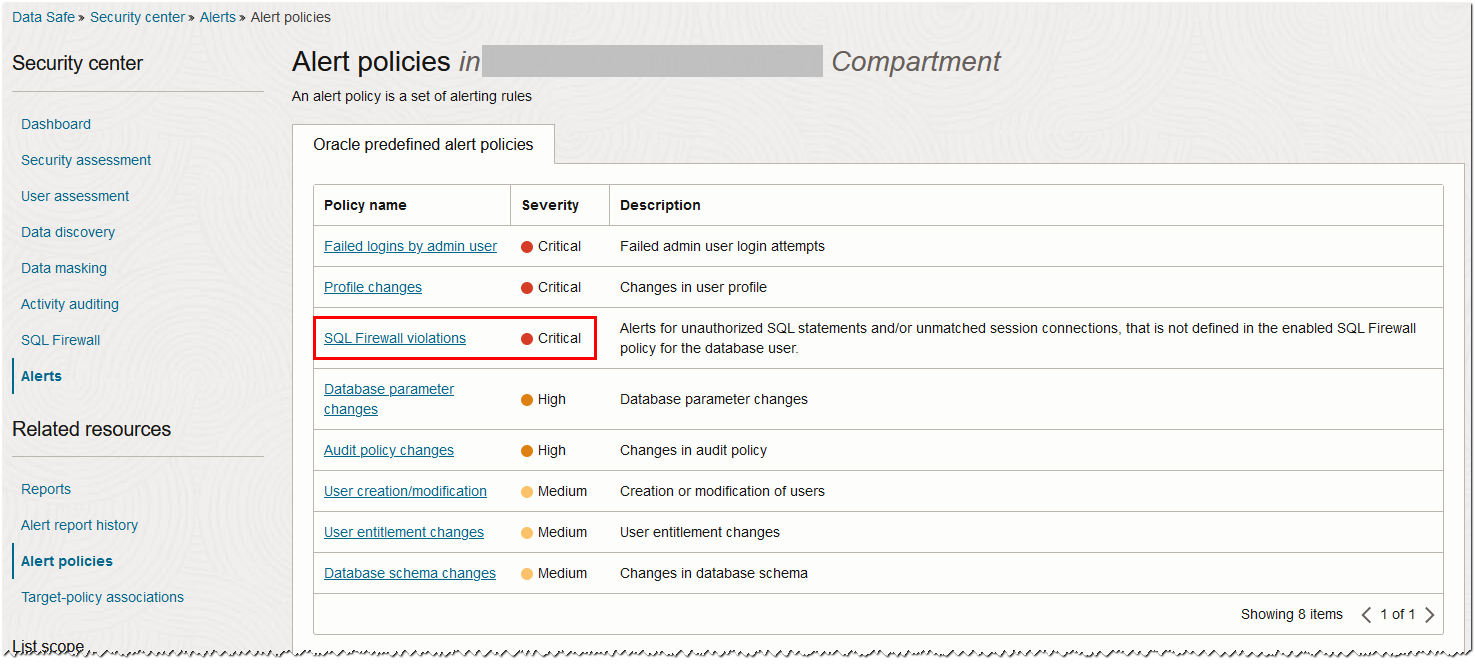 Data Safe » Security center » Alerts » Alert policies
Security center
Dashboard
Security assessment
User assessment
Data discovery
Data masking
Activity auditing
SQL Firewall
Alerts
Related resources
Reports
Alert report history
Alert policies
Target-policy associations
List scope
Alert policies in Compartment
An alert policy is a set of alerting rules
Oracle predefined alert policies
Policy name Severity Description
Failed logins by admin user Critical Failed admin user login attempts
Profile changes Critical Changes in user profile
SQL Firewall violations Critical Alerts for unauthorized SQL statements and/or unmatched session connections, that is not defined in the enabled SQL Firewall
policy for the database user.
Database parameter
changes High Database parameter changes
Audit policy changes High Changes in audit policy
User creation/modification Medium Creation or modification of users
User entitlement changes Medium User entitlement changes
Database schema changes Medium Changes in database schema
Showing 8 items < 1 of 1 >